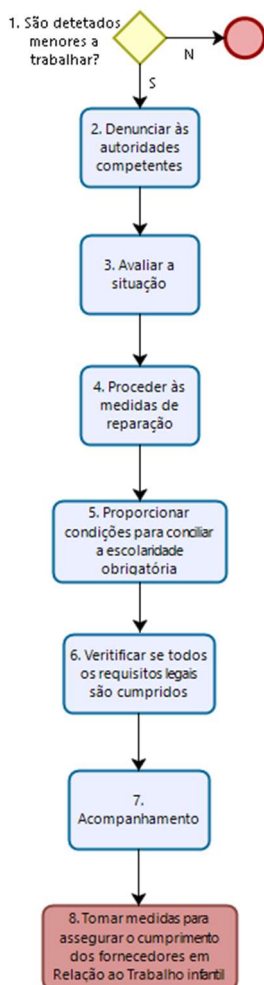 1. São detetados
menores a
trabalhar?
N
S
2. Denunciar às
autoridades
competentes
3. Avaliar a
situação
4. Proceder às
medidas de
reparação
5. Proporcionar
condições para conciliar
a escolaridade
obrigatória
6. Veritificar se todos
os requisitos legais
são cumpridos
7.
Acompanhamento
8. Tomar medidas para
assegurar o cumprimento
dos fornecedores em
Relação ao Trabalho infantil